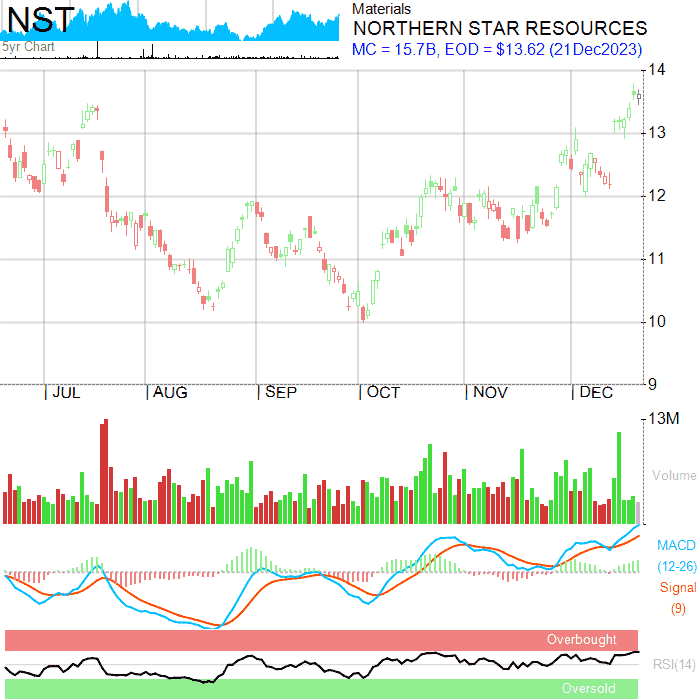 NST
5yr Chart
Materials
NORTHERN STAR RESOURCES
MC = 15.7B, EOD = $13.62 (21Dec2023)
14
13
12
11
10
9
JUL AUG SEP OCT NOV DEC
13M
Volume
MACD
(12-26)
Signal
(9)
Overbought
RSI(14)
Oversold